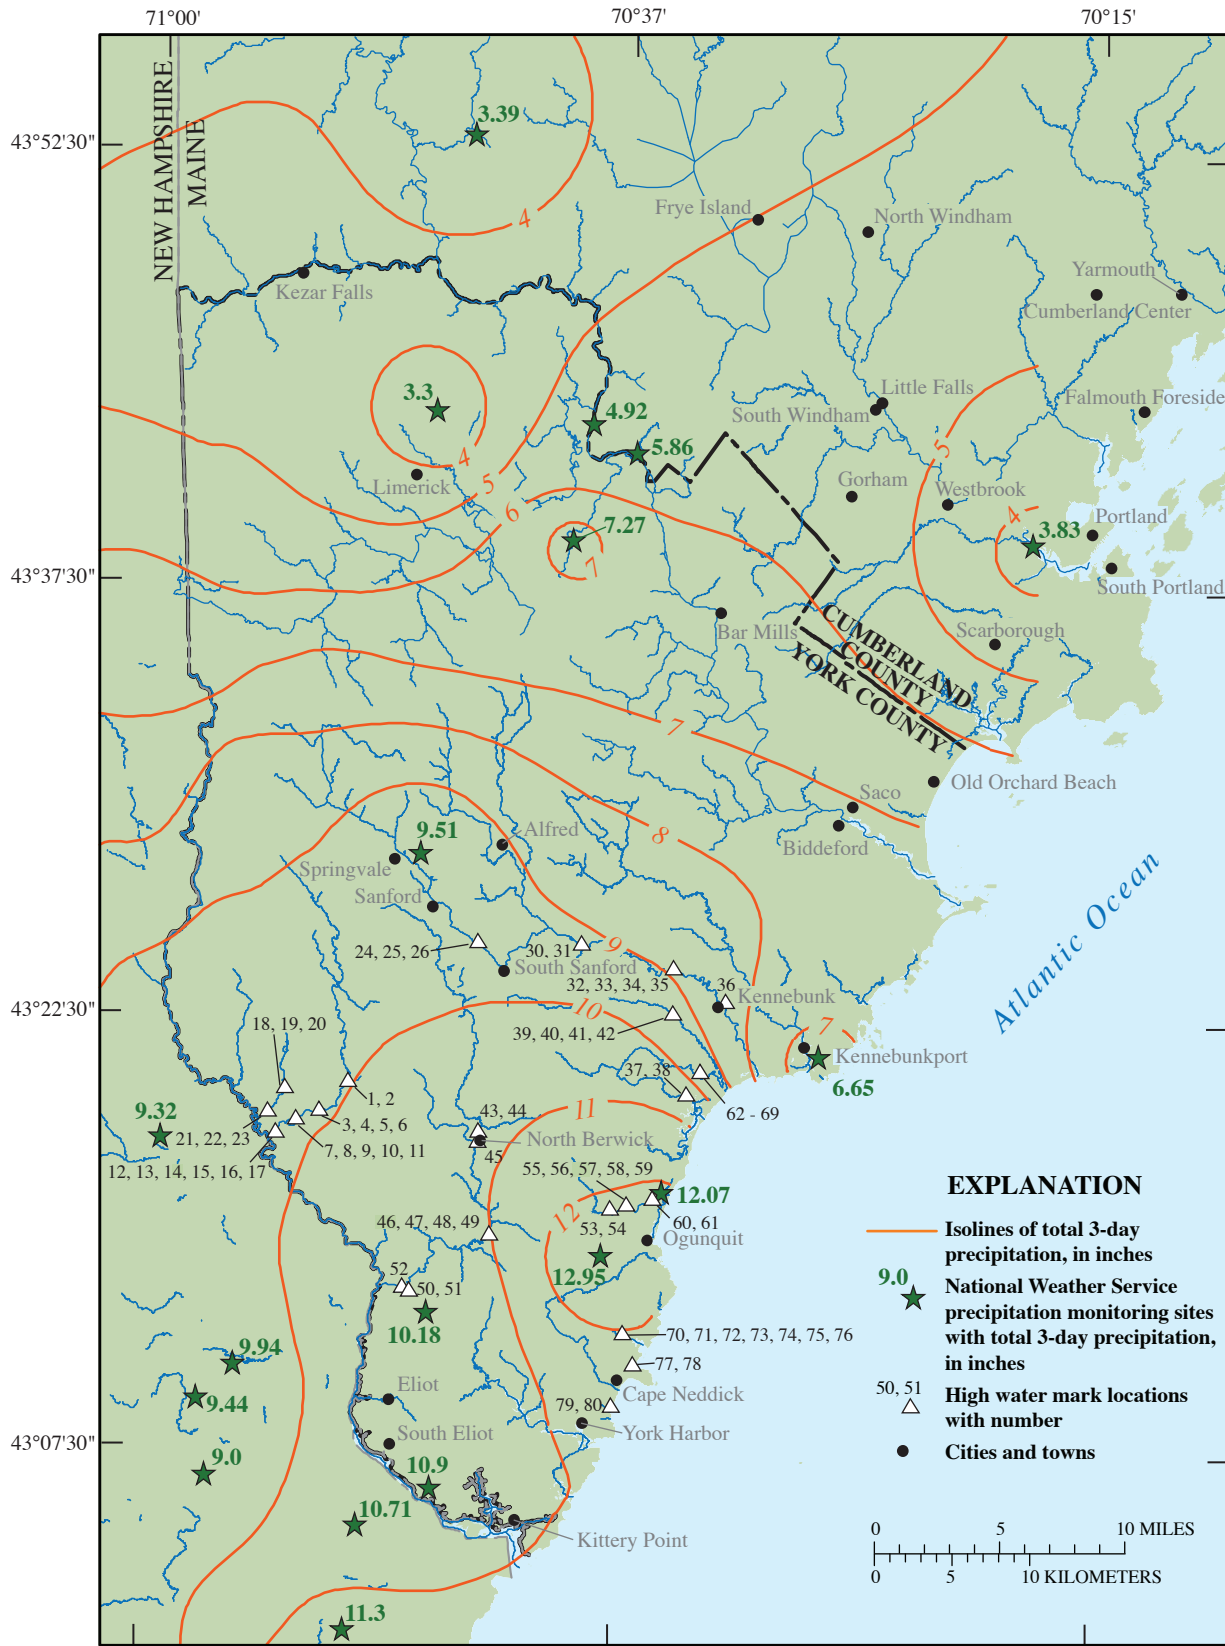 71°00'
70°37'
70°15'
43°52'30"
NEW HAMPSHIRE
MAINE
3.39
4
Frye Island
North Windham
Yarmouth
Cumberland Center
Kezar Falls
3.3
4
4.92
5.86
Little Falls
South Windham
Falmouth Foreside
5
Limerick
5
6
Gorham
Westbrook
4
3.83
Portland
7.27
7
43°37'30"
South Portland
Bar Mills
Scarborough
CUMBERLAND
COUNTY
YORK COUNTY
7
Old Orchard Beach
Saco
Biddeford
8
9.51
Alfred
Springvale
Sanford
24, 25, 26
30, 31
9
South Sanford
32, 33, 34, 35
36
Kennebunk
Atlantic Ocean
43°22'30"
10
39, 40, 41, 42
18, 19, 20
7
Kennebunkport
6.65
37, 38
62 - 69
1, 2
9.32
21, 22, 23
3, 4, 5, 6
7, 8, 9, 10, 11
12, 13, 14, 15, 16, 17
43, 44
11
North Berwick
45
55, 56, 57, 58, 59
12.07
12
53, 54
60, 61
46, 47, 48, 49
Ogunquit
12.95
52
50, 51
10.18
70, 71, 72, 73, 74, 75, 76
9.94
77, 78
Eliot
Cape Neddick
9.44
79, 80
South Eliot
York Harbor
43°07'30"
9.0
10.9
10.71
Kittery Point
11.3
EXPLANATION
Isolines of total 3-day
precipitation, in inches
9.0
National Weather Service
precipitation monitoring sites
with total 3-day precipitation,
in inches
50, 51
High water mark locations
with number
Cities and towns
0 5 10 MILES
0 5 10 KILOMETERS